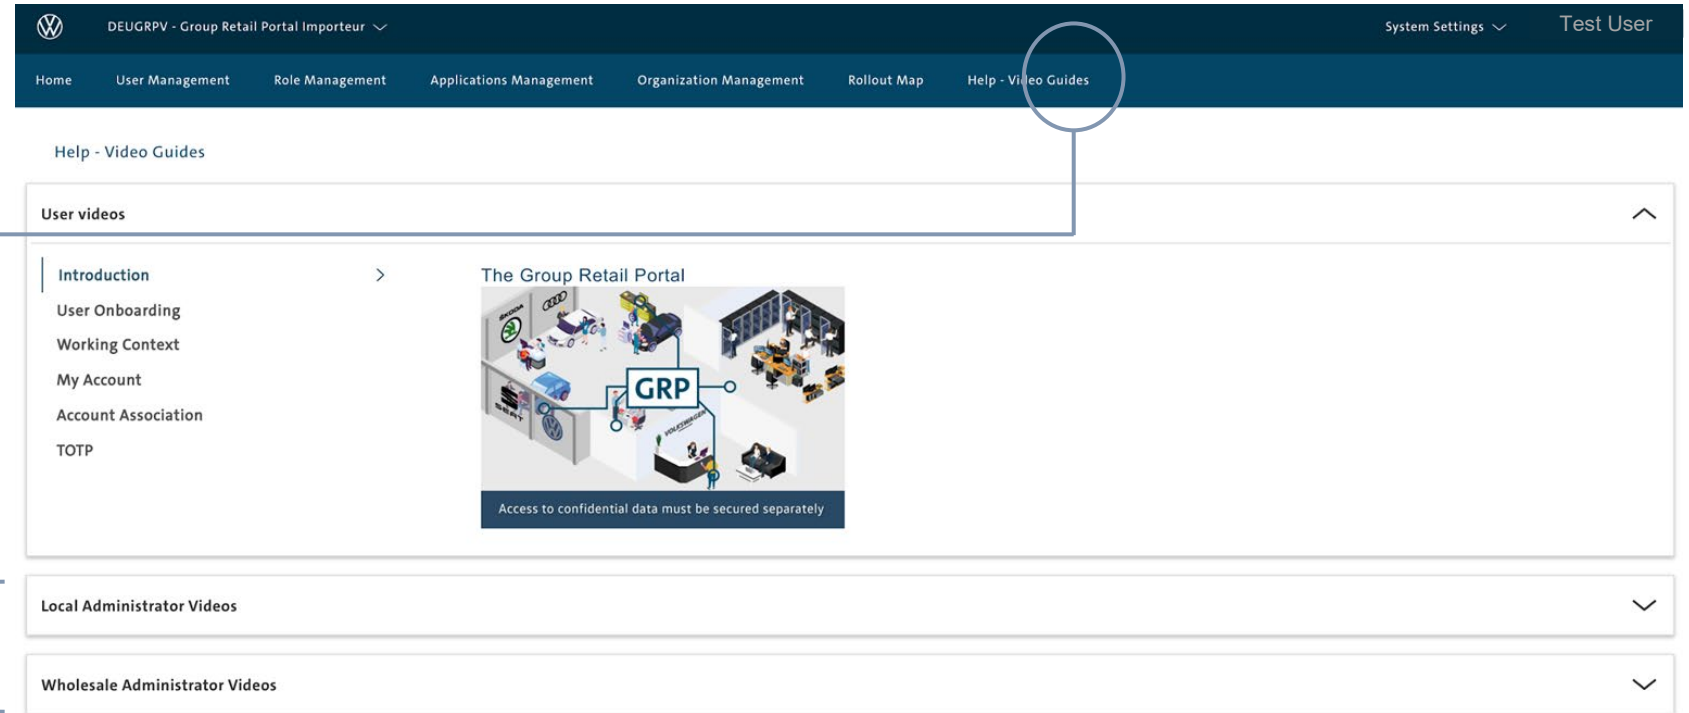 DEUGRPV - Group Retail Portal Importeur
System Settings
Test User
Home
User Management
Role Management
Applications Management
Organization Management
Rollout Map
Help - Video Guides
Help - Video Guides
User videos
Introduction
User Onboarding
Working Context
My Account
Account Association
TOTP
The Group Retail Portal
ŠKODA
SEAT
GRP
VOLKSWAGEN
Access to confidential data must be secured separately
Local Administrator Videos
Wholesale Administrator Videos